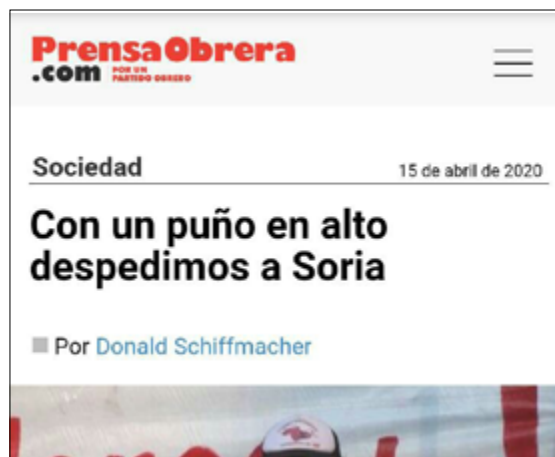 PrensaObrera
.com POR UN
PARTIDO OBRERO
Sociedad
15 de abril de 2020
Con un puño en alto
despedimos a Soria
Por Donald Schiffmacher